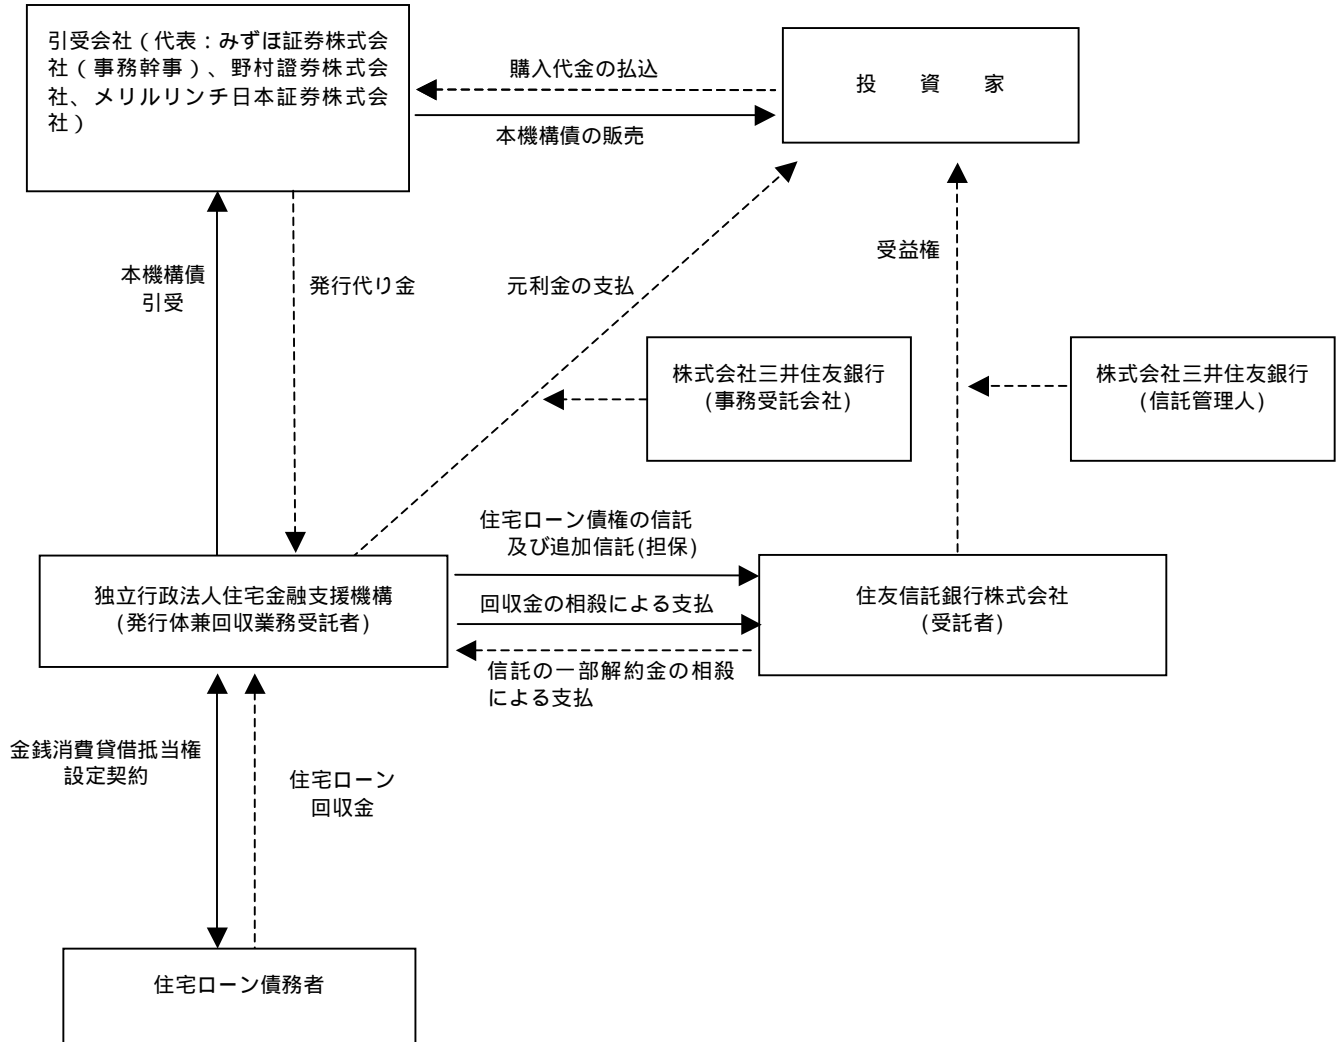 引受会社（代表：みずほ証券株式会
社（事務幹事）、野村證券株式会
社、メリルリンチ日本証券株式会
社）
購入代金の払込
投　資　家
本機構債の販売
本機構債
引受
発行代り金
元利金の支払
受益権
株式会社三井住友銀行
(事務受託会社)
株式会社三井住友銀行
(信託管理人)
住宅ローン債権の信託
及び追加信託(担保)
独立行政法人住宅金融支援機構
(発行体兼回収業務受託者)
回収金の相殺による支払
住友信託銀行株式会社
(受託者)
信託の一部解約金の相殺
による支払
金銭消費貸借抵当権
設定契約
住宅ローン
回収金
住宅ローン債務者